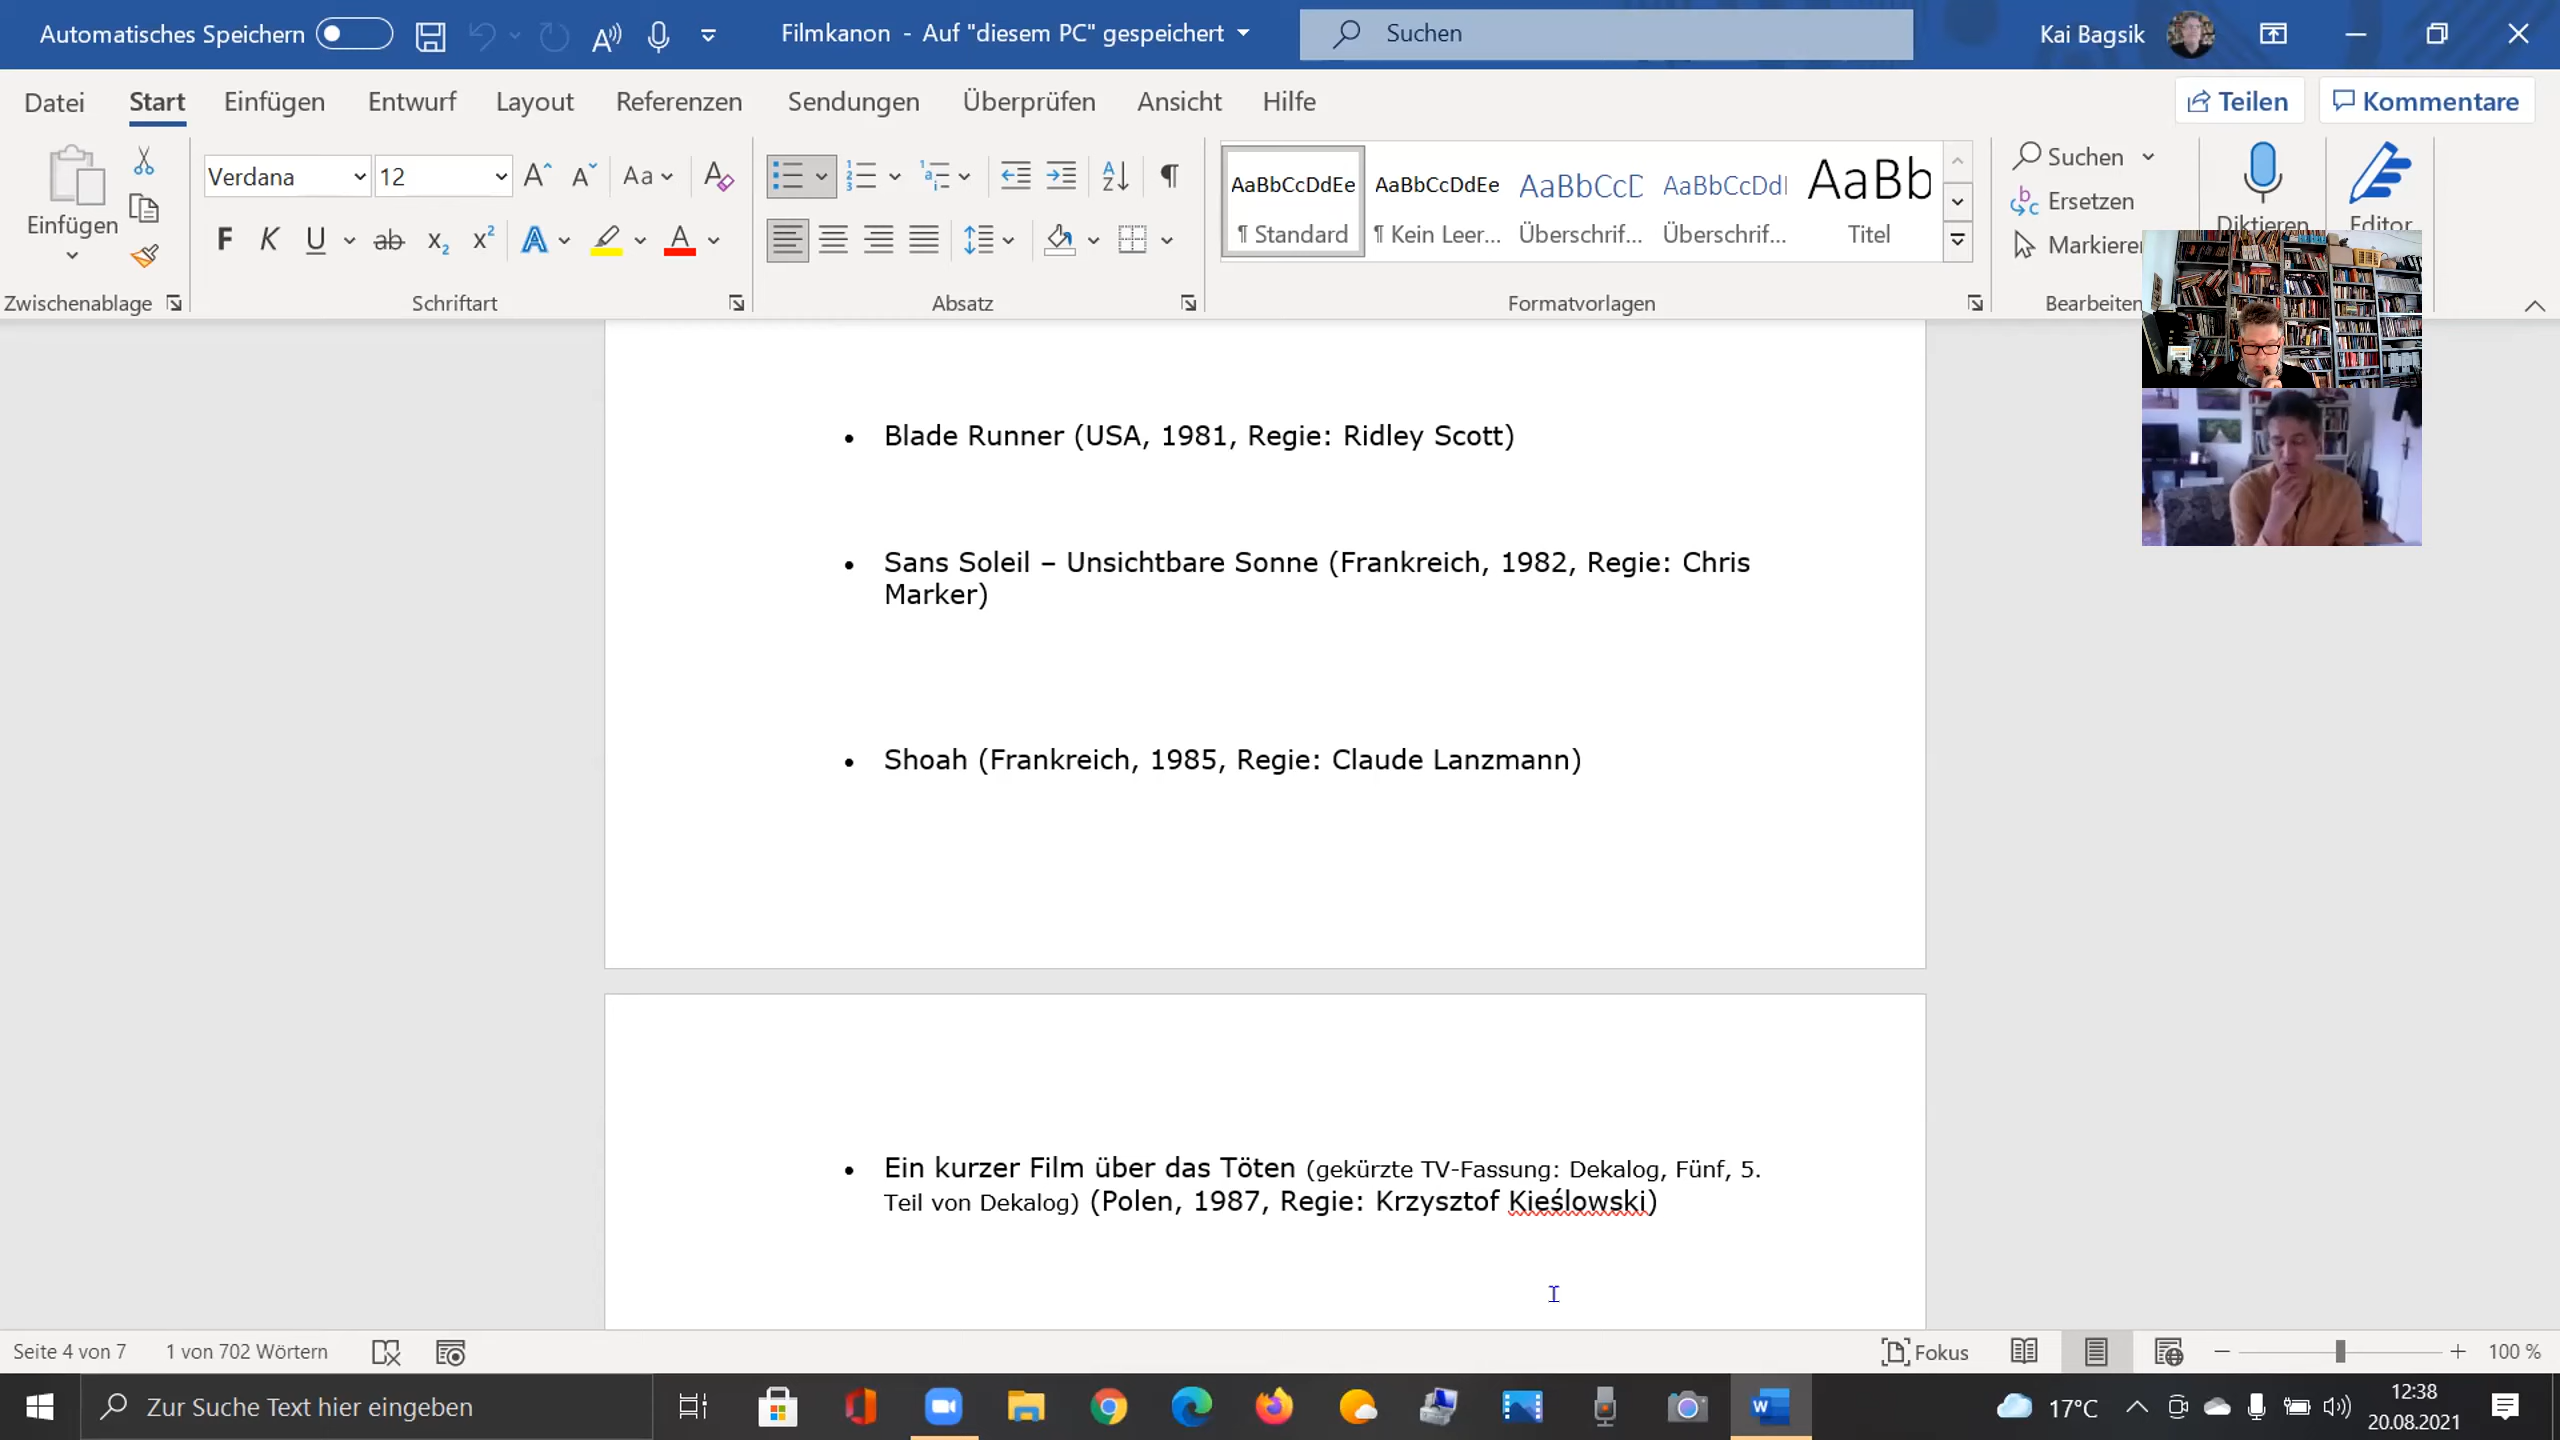 Automatisches Speichern
Filmkanon - Auf "diesem PC" gespeichert
Suchen
Kai Bagsik
Datei Start Einfügen Entwurf Layout Referenzen Sendungen Überprüfen Ansicht Hilfe
Teilen Kommentare
Einfügen
Verdana 12
AaBbCcDdEe AaBbCcDdEe AaBbCcD AaBbCcDdI AaBb
¶ Standard ¶ Kein Leer... Überschrif... Überschrif... Titel
Suchen
Ersetzen
Markieren
Diktieren
Editor
Zwischenablage Schriftart Absatz Formatvorlagen Bearbeiten
• Blade Runner (USA, 1981, Regie: Ridley Scott)
• Sans Soleil – Unsichtbare Sonne (Frankreich, 1982, Regie: Chris
Marker)
• Shoah (Frankreich, 1985, Regie: Claude Lanzmann)
• Ein kurzer Film über das Töten (gekürzte TV-Fassung: Dekalog, Fünf, 5.
Teil von Dekalog) (Polen, 1987, Regie: Krzysztof Kieślowski)
Seite 4 von 7 1 von 702 Wörtern Fokus 100 %
Zur Suche Text hier eingeben
17°C
12:38
20.08.2021